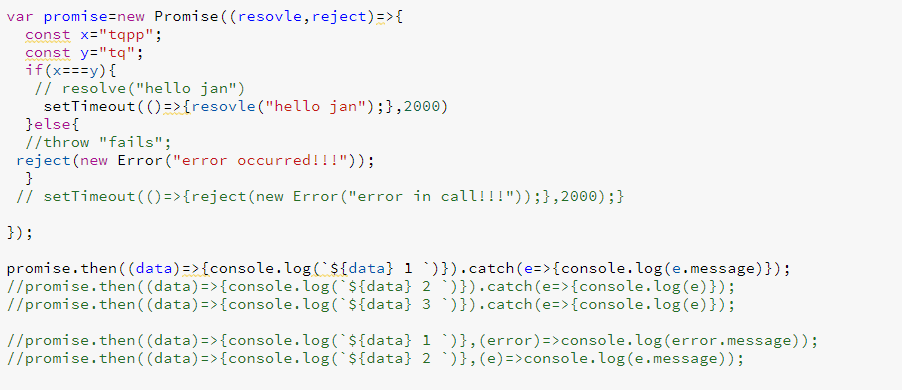 var promise=new Promise((resovle,reject)=>{
const x="tqpp";
const y="tq";
if(x===y){
// resolve("hello jan")
setTimeout(()=>{resovle("hello jan");},2000)
}else{
//throw "fails";
reject(new Error("error occurred!!!"));
}
// setTimeout(()=>{reject(new Error("error in call!!!"));},2000);}
});
promise.then((data)=>{console.log(`${data} 1 `)}).catch(e=>{console.log(e.message)});
//promise.then((data)=>{console.log(`${data} 2 `)}).catch(e=>{console.log(e)});
//promise.then((data)=>{console.log(`${data} 3 `)}).catch(e=>{console.log(e)});
//promise.then((data)=>{console.log(`${data} 1 `)},(error)=>console.log(error.message));
//promise.then((data)=>{console.log(`${data} 2 `)},(e)=>console.log(e.message));